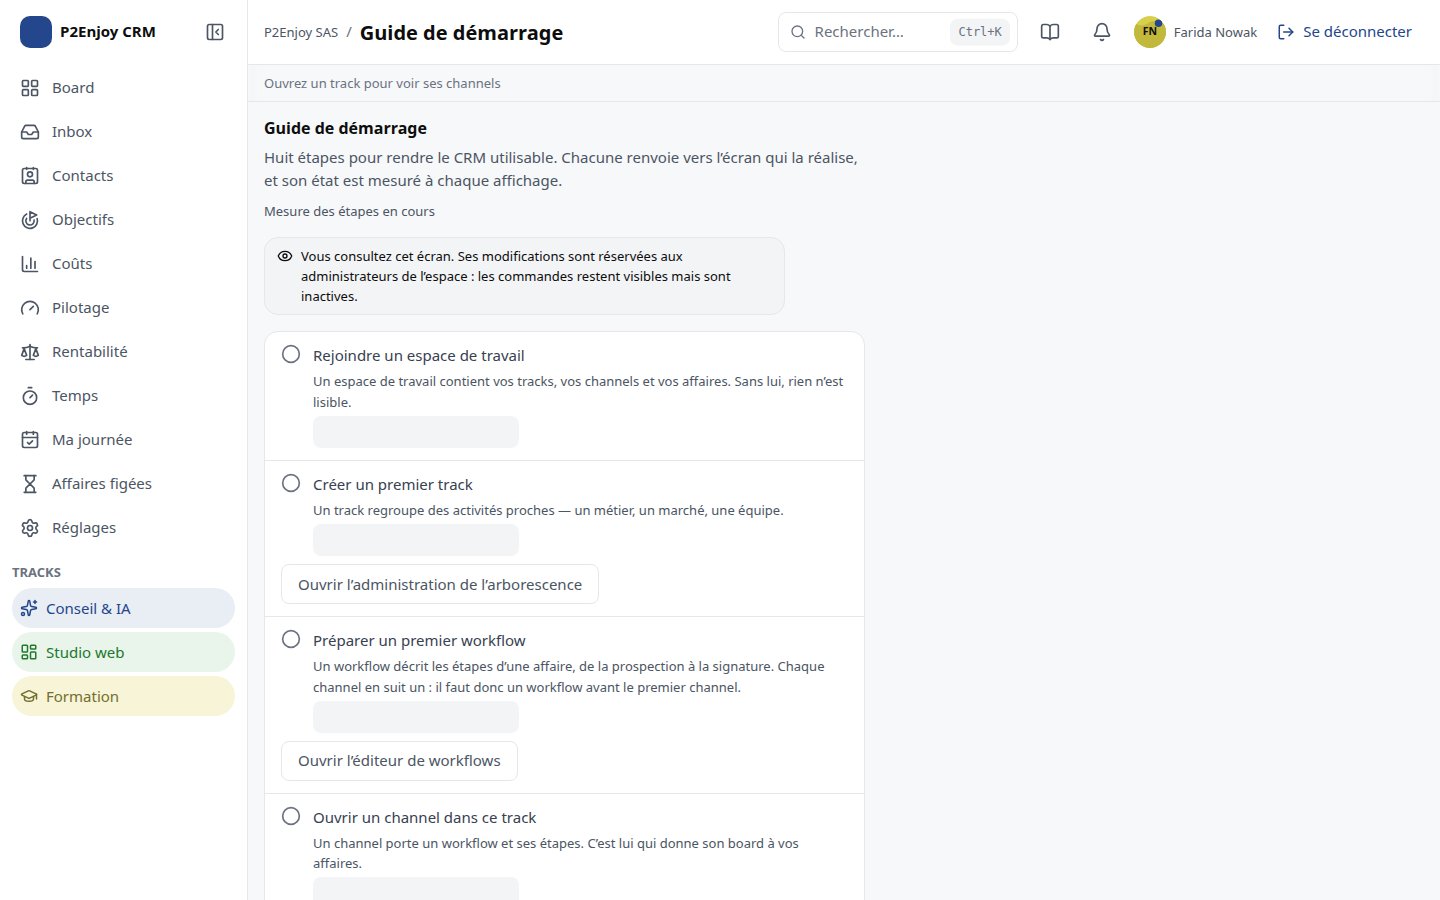 P2Enjoy CRM
Board
Inbox
Contacts
Objectifs
Coûts
Pilotage
Rentabilité
Temps
Ma journée
Affaires figées
Réglages
TRACKS
Conseil & IA
Studio web
Formation
P2Enjoy SAS / Guide de démarrage
Rechercher... Ctrl+K
FN Farida Nowak
Se déconnecter
Ouvrez un track pour voir ses channels
Guide de démarrage
Huit étapes pour rendre le CRM utilisable. Chacune renvoie vers l’écran qui la réalise,
et son état est mesuré à chaque affichage.
Mesure des étapes en cours
Vous consultez cet écran. Ses modifications sont réservées aux
administrateurs de l’espace : les commandes restent visibles mais sont
inactives.
Rejoindre un espace de travail
Un espace de travail contient vos tracks, vos channels et vos affaires. Sans lui, rien n’est
lisible.
Créer un premier track
Un track regroupe des activités proches — un métier, un marché, une équipe.
Ouvrir l’administration de l’arborescence
Préparer un premier workflow
Un workflow décrit les étapes d’une affaire, de la prospection à la signature. Chaque
channel en suit un : il faut donc un workflow avant le premier channel.
Ouvrir l’éditeur de workflows
Ouvrir un channel dans ce track
Un channel porte un workflow et ses étapes. C’est lui qui donne son board à vos
affaires.